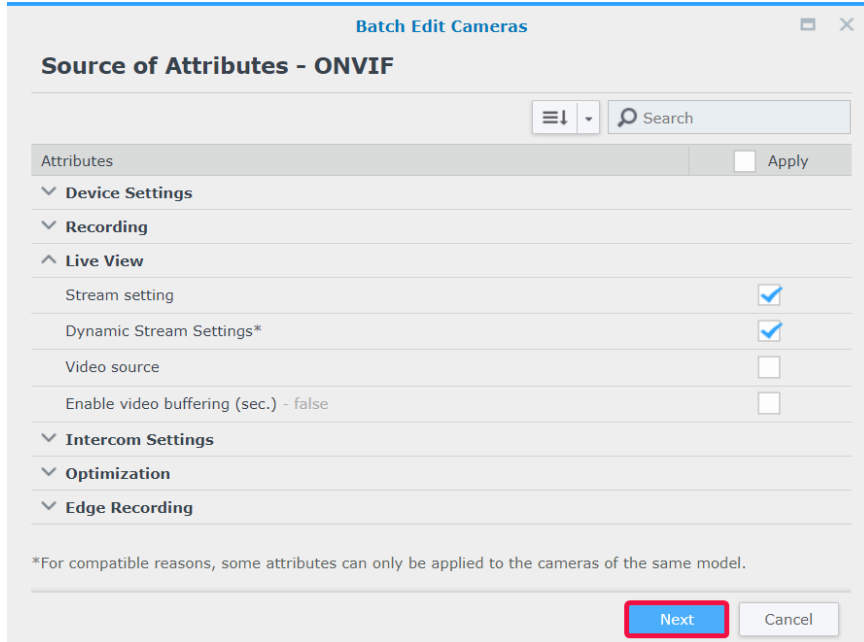 Batch Edit Cameras
Source of Attributes - ONVIF
Search
Attributes
Apply
Device Settings
Recording
Live View
Stream setting
Dynamic Stream Settings*
Video source
Enable video buffering (sec.) - false
Intercom Settings
Optimization
Edge Recording
*For compatible reasons, some attributes can only be applied to the cameras of the same model.
Next
Cancel